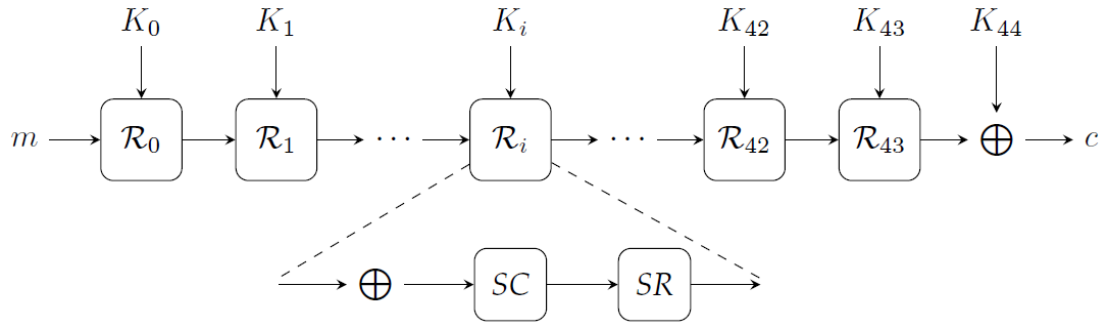 K₀ K₁ Kᵢ K₄₂ K₄₃ K₄₄
m R₀ R₁ ⋯ Rᵢ ⋯ R₄₂ R₄₃ ⊕ c
⊕ SC SR